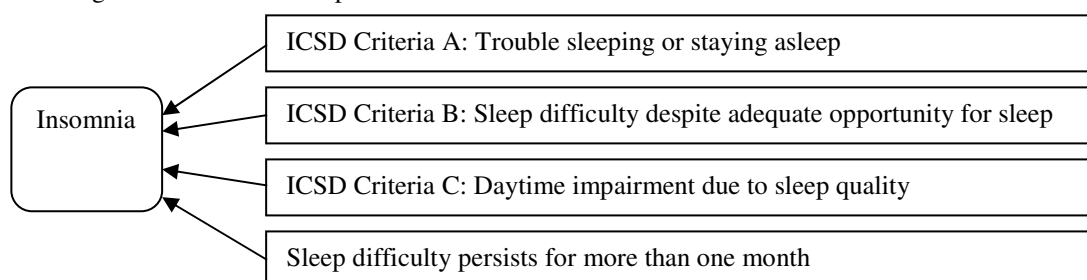 ICSD Criteria A: Trouble sleeping or staying asleep
Insomnia
ICSD Criteria B: Sleep difficulty despite adequate opportunity for sleep
ICSD Criteria C: Daytime impairment due to sleep quality
Sleep difficulty persists for more than one month